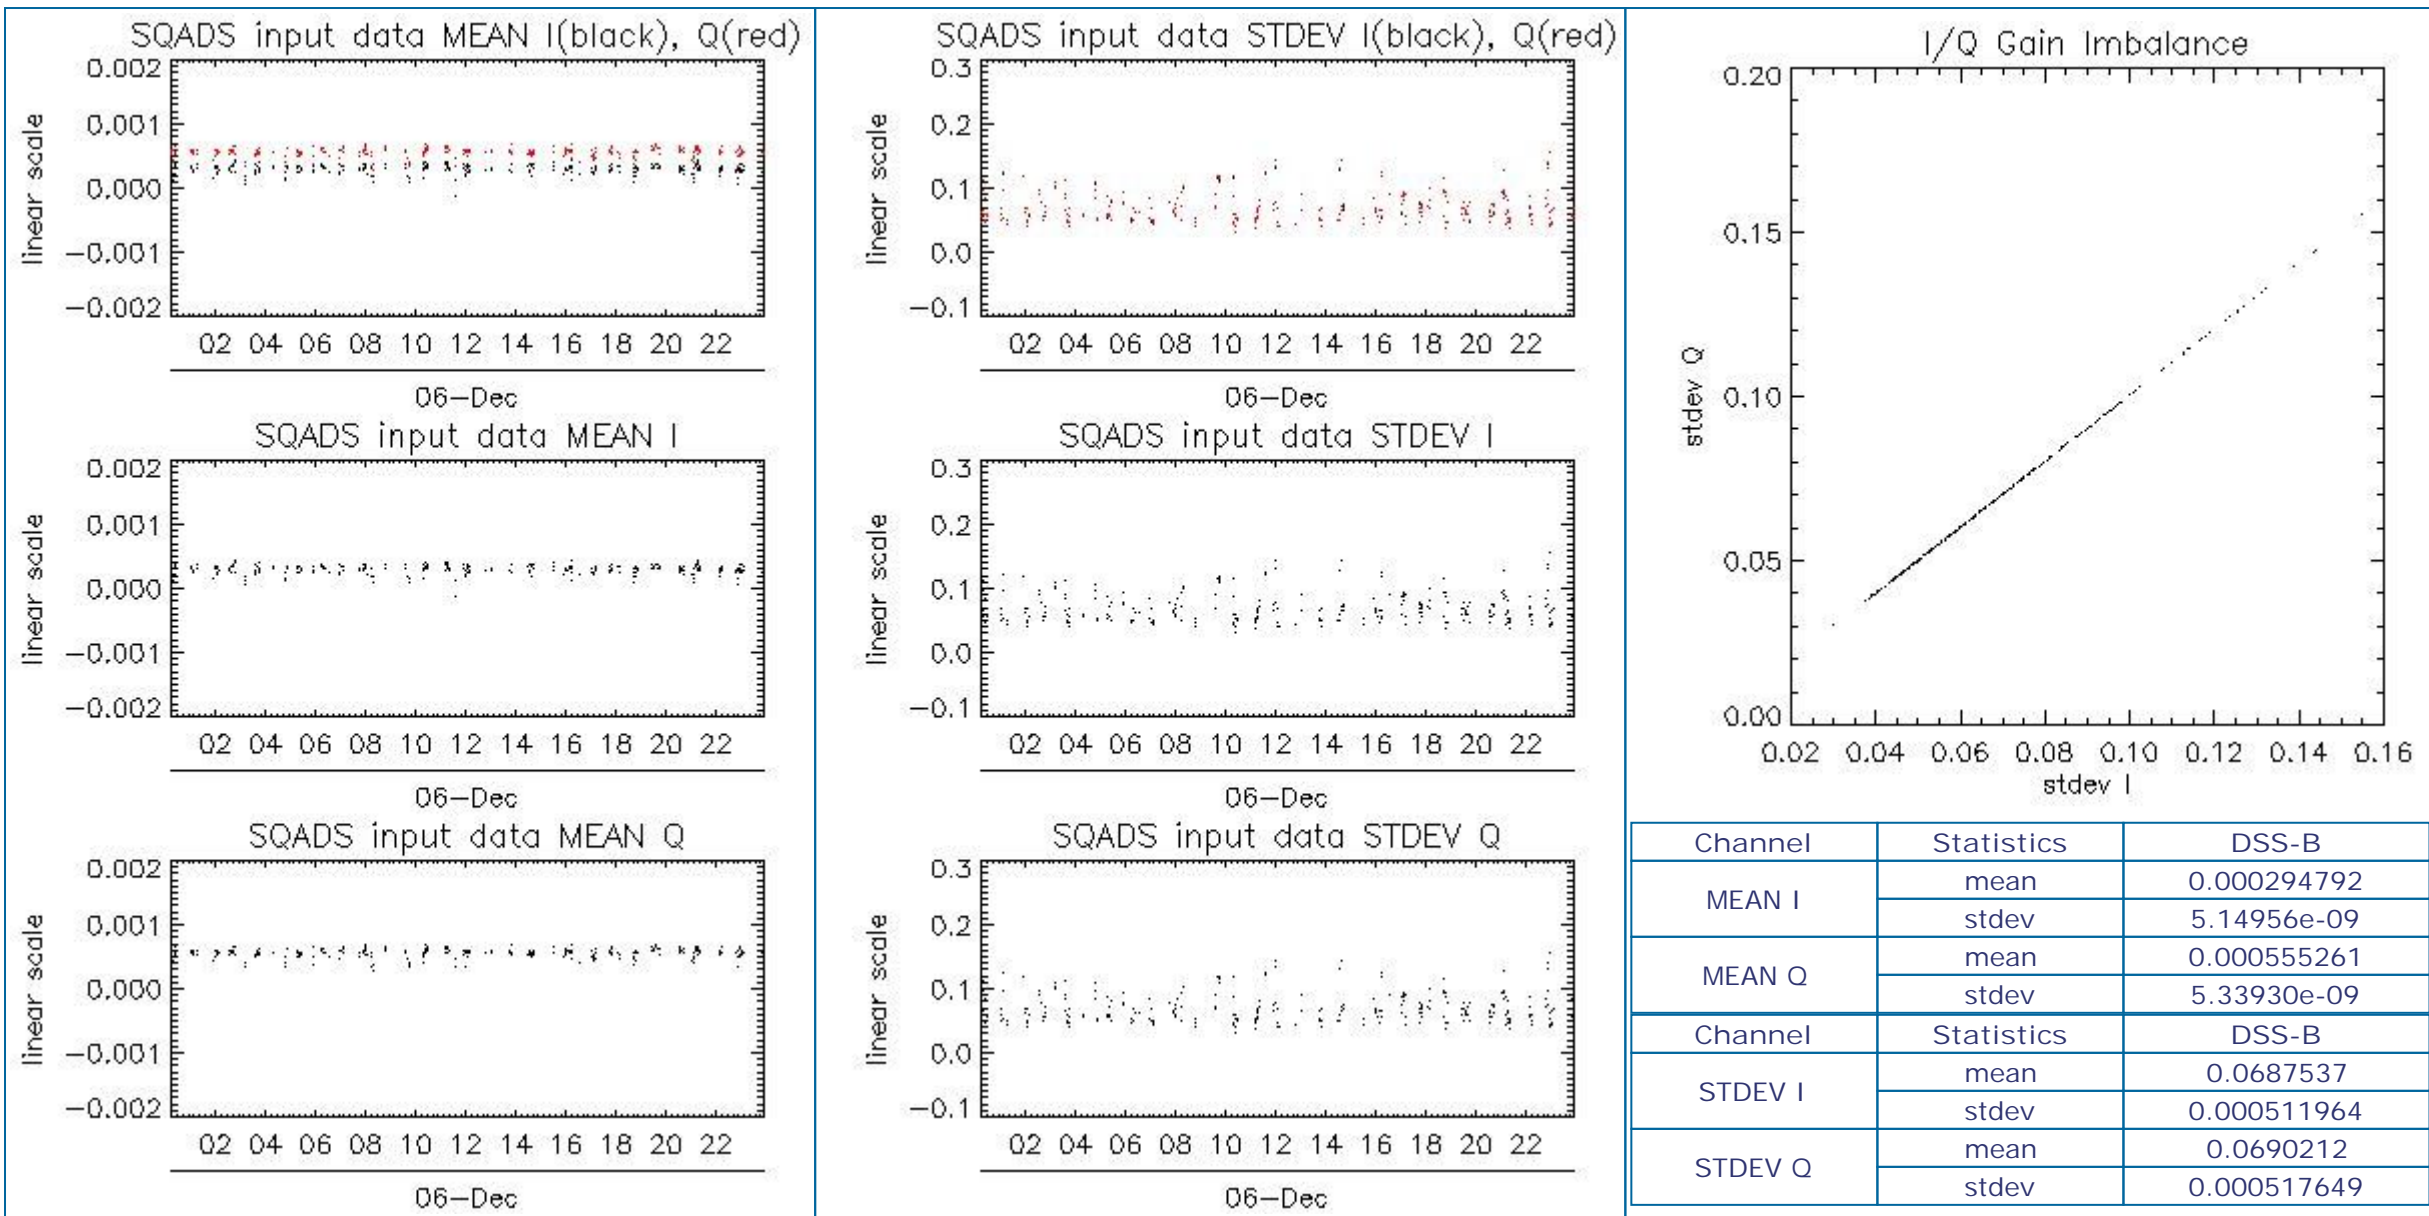 SQADS input data MEAN I(black), Q(red)
0.002
0.001
0.000
−0.001
−0.002
linear scale
02 04 06 08 10 12 14 16 18 20 22
06−Dec
SQADS input data MEAN I
0.002
0.001
0.000
−0.001
−0.002
linear scale
02 04 06 08 10 12 14 16 18 20 22
06−Dec
SQADS input data MEAN Q
0.002
0.001
0.000
−0.001
−0.002
linear scale
02 04 06 08 10 12 14 16 18 20 22
06−Dec
SQADS input data STDEV I(black), Q(red)
0.3
0.2
0.1
0.0
−0.1
linear scale
02 04 06 08 10 12 14 16 18 20 22
06−Dec
SQADS input data STDEV I
0.3
0.2
0.1
0.0
−0.1
linear scale
02 04 06 08 10 12 14 16 18 20 22
06−Dec
SQADS input data STDEV Q
0.3
0.2
0.1
0.0
−0.1
linear scale
02 04 06 08 10 12 14 16 18 20 22
06−Dec
I/Q Gain Imbalance
0.20
0.15
0.10
0.05
0.00
stdev Q
0.02 0.04 0.06 0.08 0.10 0.12 0.14 0.16
stdev I
Channel Statistics DSS-B
MEAN I mean 0.000294792
stdev 5.14956e-09
MEAN Q mean 0.000555261
stdev 5.33930e-09
Channel Statistics DSS-B
STDEV I mean 0.0687537
stdev 0.000511964
STDEV Q mean 0.0690212
stdev 0.000517649